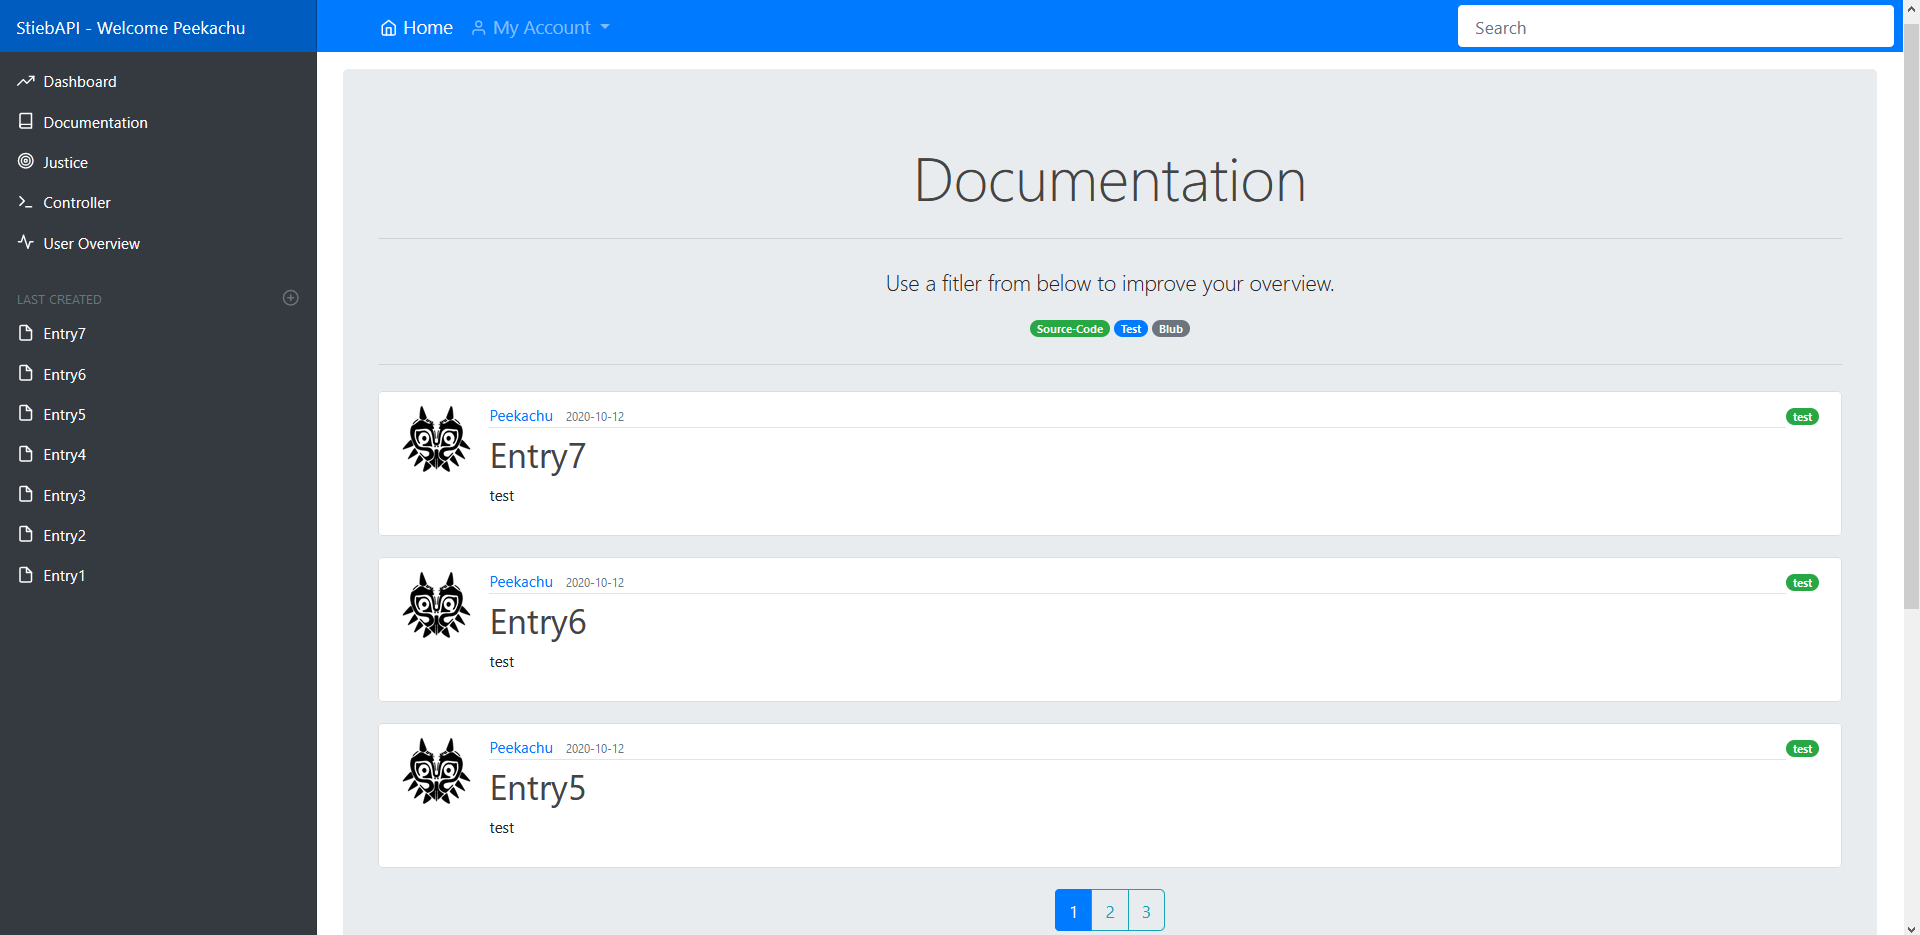 StiebAPI - Welcome Peekachu
Home
My Account
Search
Dashboard
Documentation
Justice
Controller
User Overview
LAST CREATED
Entry7
Entry6
Entry5
Entry4
Entry3
Entry2
Entry1
Documentation
Use a fitler from below to improve your overview.
Source-Code Test Blub
Peekachu 2020-10-12 test
Entry7
test
Peekachu 2020-10-12 test
Entry6
test
Peekachu 2020-10-12 test
Entry5
test
1 2 3